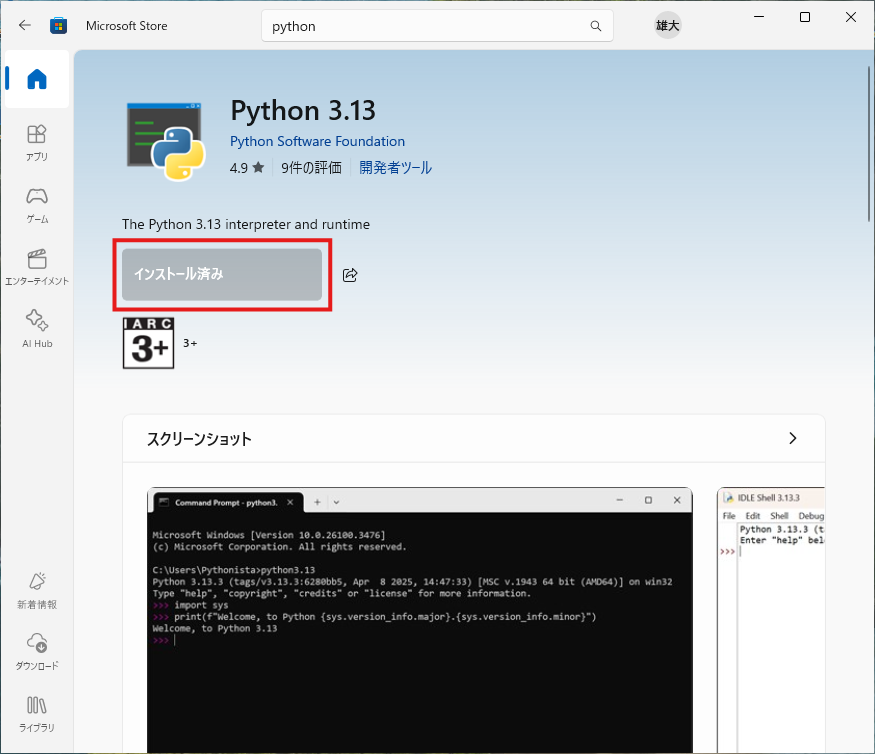 Microsoft Store
python
雄大
アプリ
ゲーム
エンターテイメント
AI Hub
新着情報
ダウンロード
ライブラリ
Python 3.13
Python Software Foundation
4.9 ★ 9件の評価 開発者ツール
The Python 3.13 interpreter and runtime
インストール済み
IARC
3+
3+
スクリーンショット
Command Prompt - python3.
Microsoft Windows [Version 10.0.26100.3476]
(c) Microsoft Corporation. All rights reserved.
C:\Users\Pythonista>python3.13
Python 3.13.3 (tags/v3.13.3:6280bb5, Apr  8 2025, 14:47:33) [MSC v.1943 64 bit (AMD64)] on win32
Type "help", "copyright", "credits" or "license" for more information.
>>> import sys
>>> print(f"Welcome, to Python {sys.version_info.major}.{sys.version_info.minor}")
Welcome, to Python 3.13
>>>
IDLE Shell 3.13.3
File Edit Shell Debug
Python 3.13.3 (t
Enter "help" bel
>>>